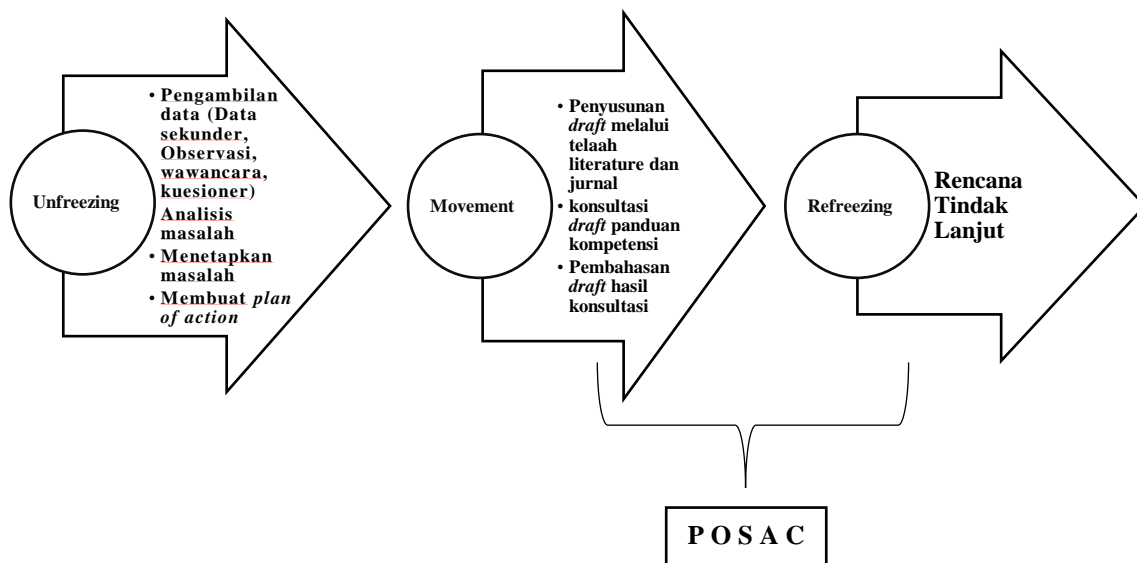 Unfreezing
• Pengambilan
data (Data
sekunder,
Observasi,
wawancara,
kuesioner)
Analisis
masalah
• Menetapkan
masalah
• Membuat plan
of action
Movement
• Penyusunan
draft melalui
telaah
literature dan
jurnal
• konsultasi
draft panduan
kompetensi
• Pembahasan
draft hasil
konsultasi
Refreezing
Rencana
Tindak
Lanjut
P O S A C